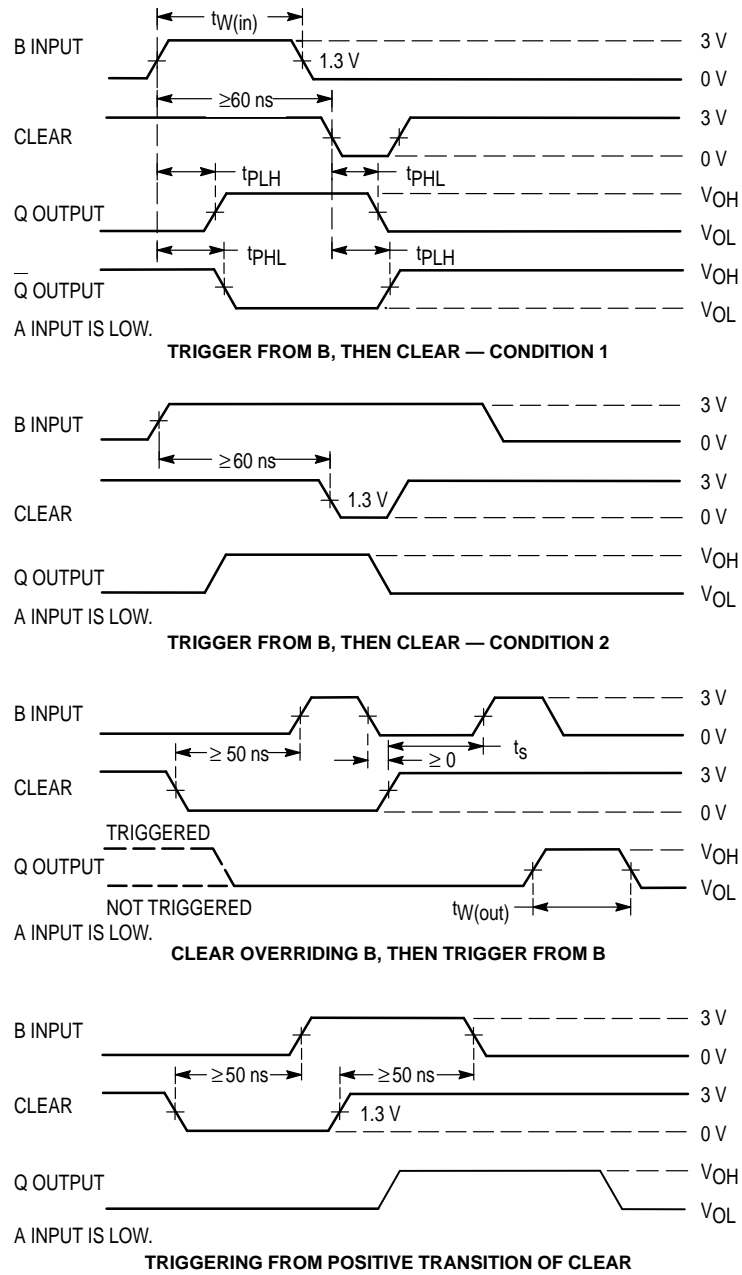 tW(in)
B INPUT
3 V
1.3 V
0 V
≥60 ns
3 V
CLEAR
0 V
tPLH
tPHL
VOH
Q OUTPUT
VOL
tPHL
tPLH
VOH
Q̅ OUTPUT
VOL
A INPUT IS LOW.
TRIGGER FROM B, THEN CLEAR — CONDITION 1
3 V
B INPUT
0 V
≥60 ns
3 V
1.3 V
CLEAR
0 V
VOH
Q OUTPUT
VOL
A INPUT IS LOW.
TRIGGER FROM B, THEN CLEAR — CONDITION 2
3 V
B INPUT
0 V
≥ 50 ns
≥ 0
ts
3 V
CLEAR
0 V
TRIGGERED
VOH
Q OUTPUT
VOL
NOT TRIGGERED
tW(out)
A INPUT IS LOW.
CLEAR OVERRIDING B, THEN TRIGGER FROM B
3 V
B INPUT
0 V
≥50 ns
≥50 ns
3 V
CLEAR
1.3 V
0 V
VOH
Q OUTPUT
VOL
A INPUT IS LOW.
TRIGGERING FROM POSITIVE TRANSITION OF CLEAR